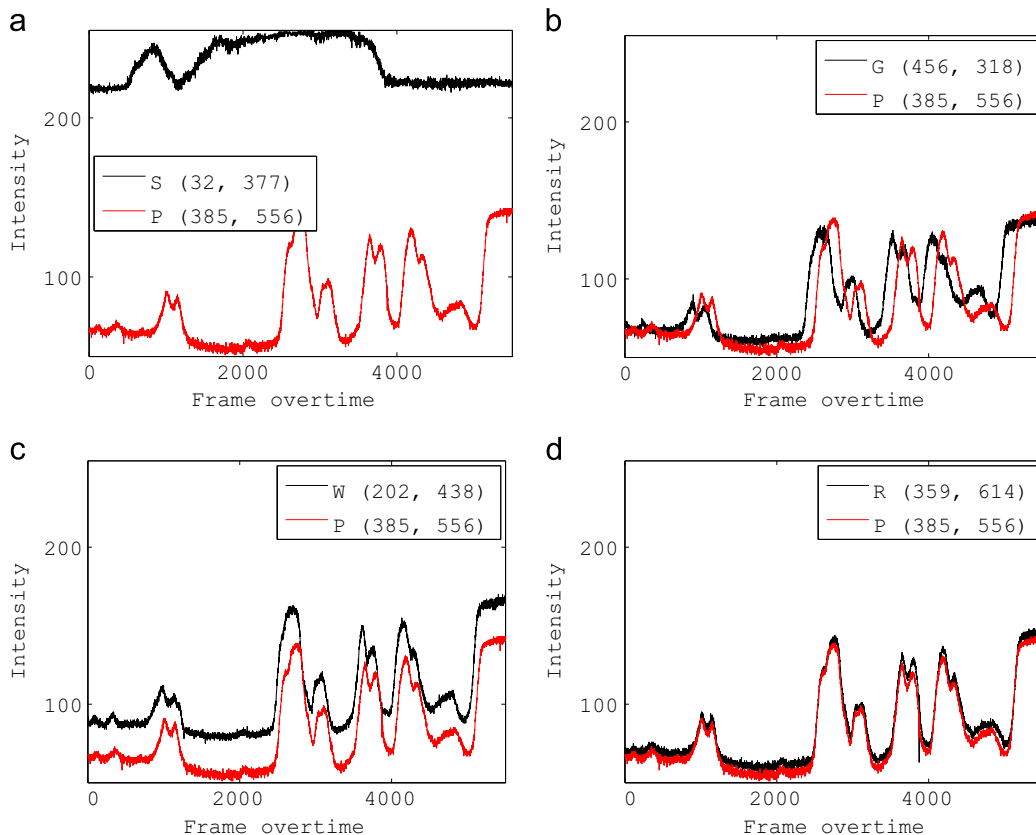 a
Intensity
200
100
S (32, 377)
P (385, 556)
0 2000 4000
Frame overtime
b
Intensity
200
100
G (456, 318)
P (385, 556)
0 2000 4000
Frame overtime
c
Intensity
200
100
W (202, 438)
P (385, 556)
0 2000 4000
Frame overtime
d
Intensity
200
100
R (359, 614)
P (385, 556)
0 2000 4000
Frame overtime